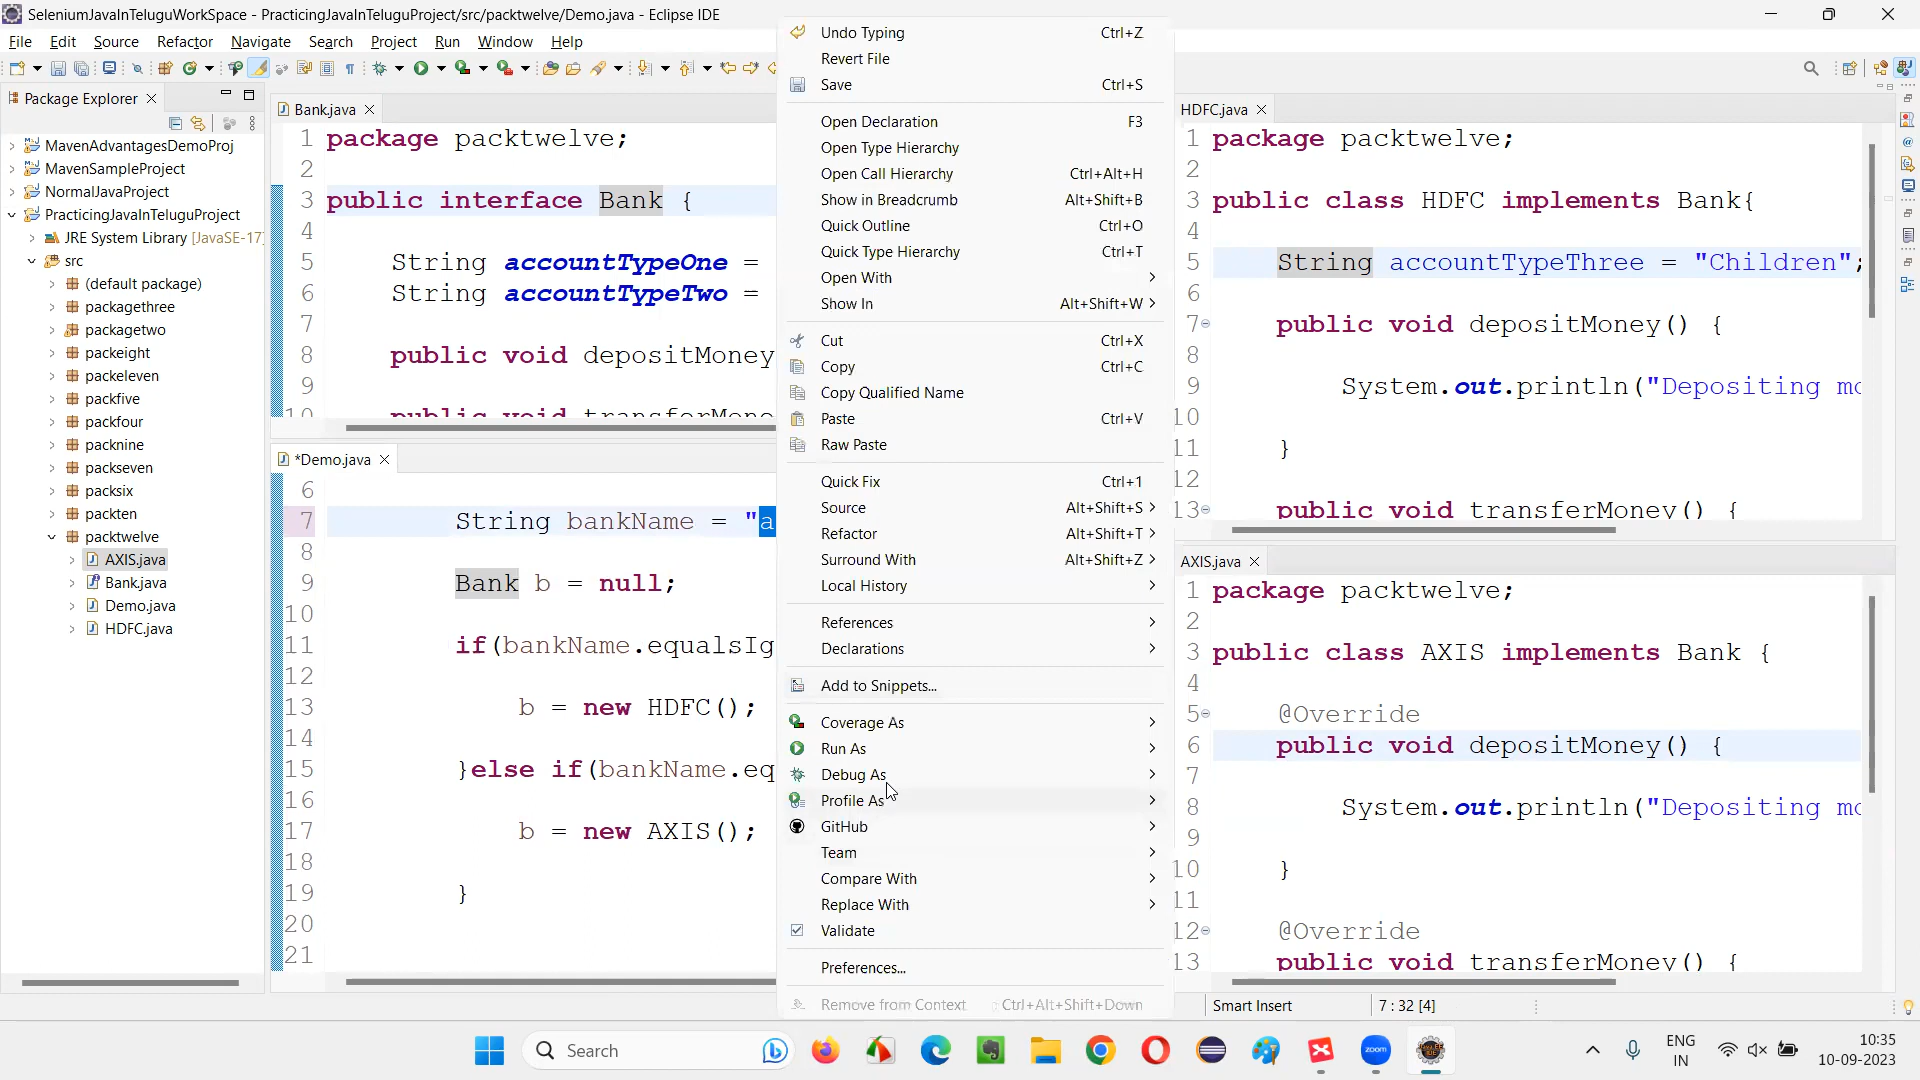 SeleniumJavaInTeluguWorkSpace - PracticingJavaInTeluguProject/src/packtwelve/Demo.java - Eclipse IDE
File Edit Source Refactor Navigate Search Project Run Window Help
Package Explorer
MavenAdvantagesDemoProj
MavenSampleProject
NormalJavaProject
PracticingJavaInTeluguProject
JRE System Library [JavaSE-17]
src
(default package)
packagethree
packagetwo
packeight
packeleven
packfive
packfour
packnine
packseven
packsix
packten
packtwelve
AXIS.java
Bank.java
Demo.java
HDFC.java
Bank.java
1 package packtwelve;
2
3 public interface Bank {
4
5 String accountTypeOne =
6 String accountTypeTwo =
7
8 public void depositMoney
9
10 public void transferMone
*Demo.java
6
7 String bankName = "a
8
9 Bank b = null;
10
11 if(bankName.equalsIg
12
13 b = new HDFC();
14
15 }else if(bankName.eq
16
17 b = new AXIS();
18
19 }
20
21
Undo Typing Ctrl+Z
Revert File
Save Ctrl+S
Open Declaration F3
Open Type Hierarchy
Open Call Hierarchy Ctrl+Alt+H
Show in Breadcrumb Alt+Shift+B
Quick Outline Ctrl+O
Quick Type Hierarchy Ctrl+T
Open With
Show In Alt+Shift+W
Cut Ctrl+X
Copy Ctrl+C
Copy Qualified Name
Paste Ctrl+V
Raw Paste
Quick Fix Ctrl+1
Source Alt+Shift+S
Refactor Alt+Shift+T
Surround With Alt+Shift+Z
Local History
References
Declarations
Add to Snippets...
Coverage As
Run As
Debug As
Profile As
GitHub
Team
Compare With
Replace With
Validate
Preferences...
Remove from Context Ctrl+Alt+Shift+Down
HDFC.java
1 package packtwelve;
2
3 public class HDFC implements Bank{
4
5 String accountTypeThree = "Children";
6
7 public void depositMoney() {
8
9 System.out.println("Depositing mo
10
11 }
12
13 public void transferMoney() {
AXIS.java
1 package packtwelve;
2
3 public class AXIS implements Bank {
4
5 @Override
6 public void depositMoney() {
7
8 System.out.println("Depositing mo
9
10 }
11
12 @Override
13 public void transferMoney() {
Smart Insert 7 : 32 [4]
Search
zoom
ENG
IN
10:35
10-09-2023